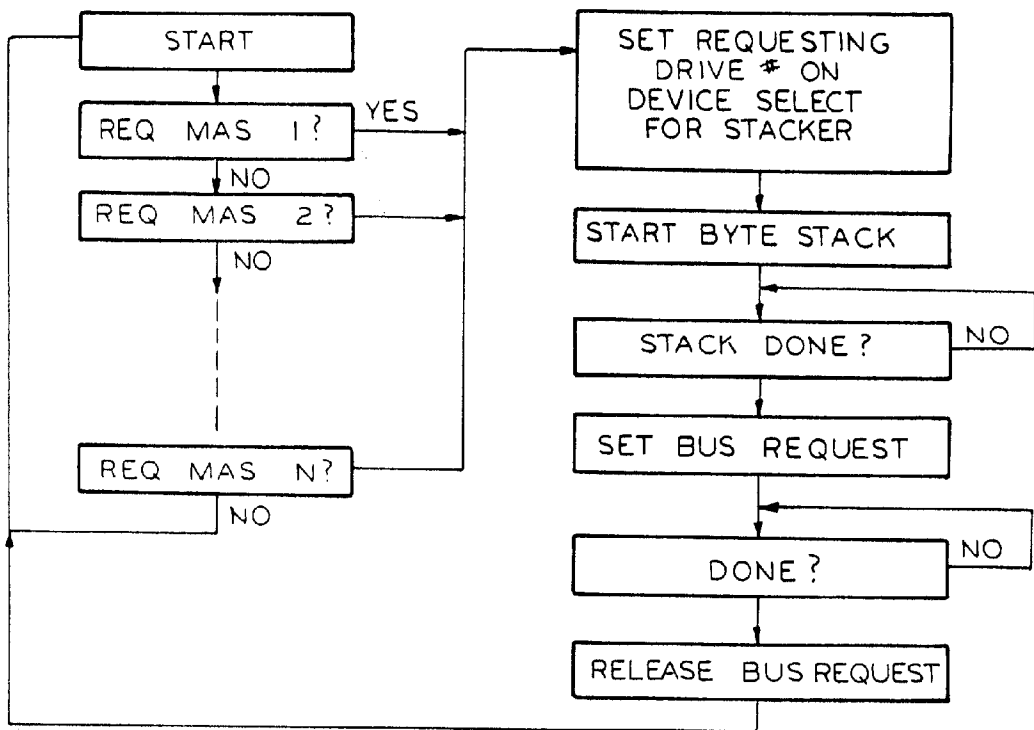 START
REQ MAS 1?
YES
NO
REQ MAS 2?
NO
REQ MAS N?
NO
SET REQUESTING
DRIVE # ON
DEVICE SELECT
FOR STACKER
START BYTE STACK
STACK DONE?
NO
SET BUS REQUEST
DONE?
NO
RELEASE BUS REQUEST